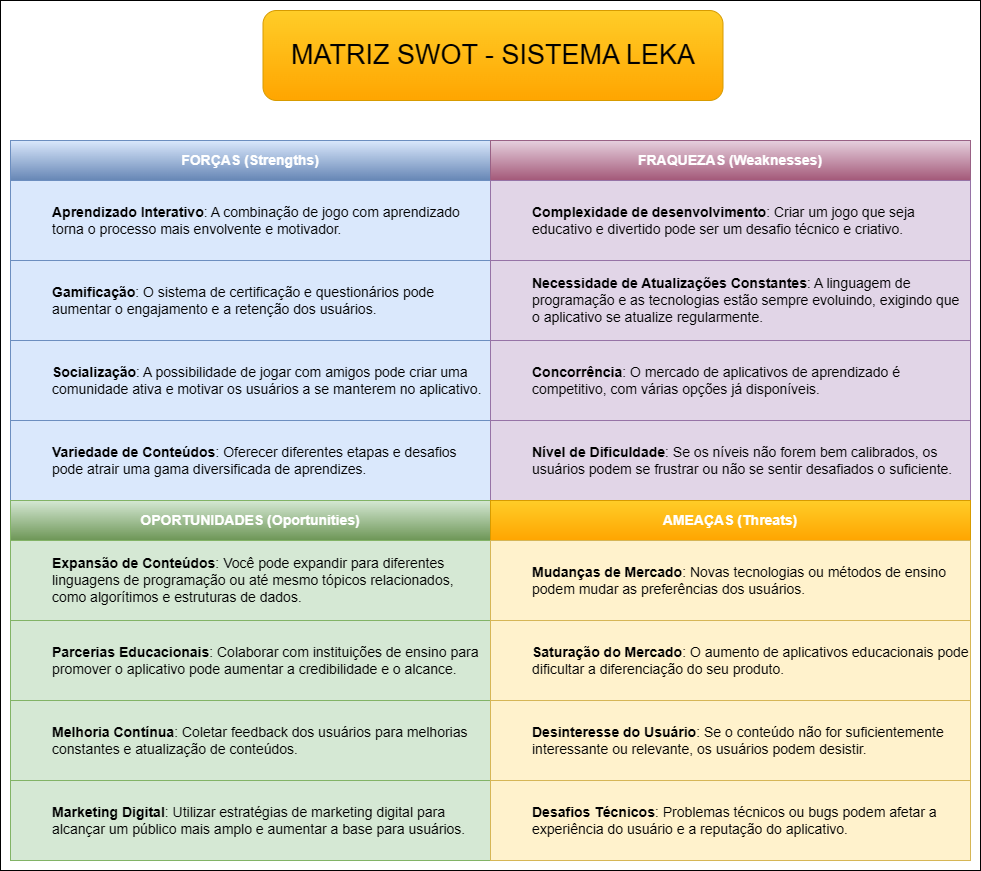 MATRIZ SWOT - SISTEMA LEKA
FORÇAS (Strengths)
Aprendizado Interativo: A combinação de jogo com aprendizado
torna o processo mais envolvente e motivador.
Gamificação: O sistema de certificação e questionários pode
aumentar o engajamento e a retenção dos usuários.
Socialização: A possibilidade de jogar com amigos pode criar uma
comunidade ativa e motivar os usuários a se manterem no aplicativo.
Variedade de Conteúdos: Oferecer diferentes etapas e desafios
pode atrair uma gama diversificada de aprendizes.
FRAQUEZAS (Weaknesses)
Complexidade de desenvolvimento: Criar um jogo que seja
educativo e divertido pode ser um desafio técnico e criativo.
Necessidade de Atualizações Constantes: A linguagem de
programação e as tecnologias estão sempre evoluindo, exigindo que
o aplicativo se atualize regularmente.
Concorrência: O mercado de aplicativos de aprendizado é
competitivo, com várias opções já disponíveis.
Nível de Dificuldade: Se os níveis não forem bem calibrados, os
usuários podem se frustrar ou não se sentir desafiados o suficiente.
OPORTUNIDADES (Oportunities)
Expansão de Conteúdos: Você pode expandir para diferentes
linguagens de programação ou até mesmo tópicos relacionados,
como algorítimos e estruturas de dados.
Parcerias Educacionais: Colaborar com instituições de ensino para
promover o aplicativo pode aumentar a credibilidade e o alcance.
Melhoria Contínua: Coletar feedback dos usuários para melhorias
constantes e atualização de conteúdos.
Marketing Digital: Utilizar estratégias de marketing digital para
alcançar um público mais amplo e aumentar a base para usuários.
AMEAÇAS (Threats)
Mudanças de Mercado: Novas tecnologias ou métodos de ensino
podem mudar as preferências dos usuários.
Saturação do Mercado: O aumento de aplicativos educacionais pode
dificultar a diferenciação do seu produto.
Desinteresse do Usuário: Se o conteúdo não for suficientemente
interessante ou relevante, os usuários podem desistir.
Desafios Técnicos: Problemas técnicos ou bugs podem afetar a
experiência do usuário e a reputação do aplicativo.